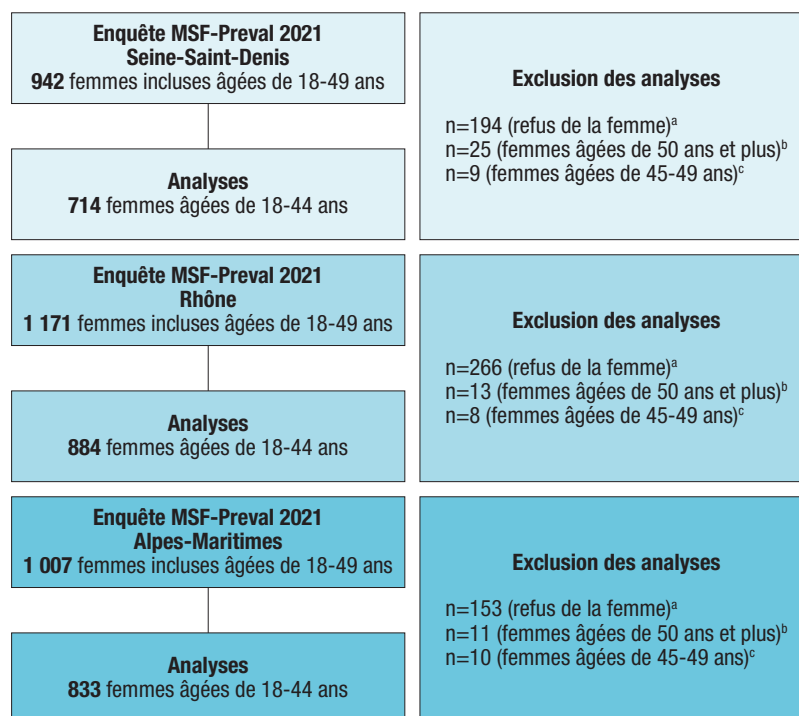 Enquête MSF-Preval 2021
Seine-Saint-Denis
942 femmes incluses âgées de 18-49 ans
Analyses
714 femmes âgées de 18-44 ans
Exclusion des analyses
n=194 (refus de la femme)ᵃ
n=25 (femmes âgées de 50 ans et plus)ᵇ
n=9 (femmes âgées de 45-49 ans)ᶜ
Enquête MSF-Preval 2021
Rhône
1 171 femmes incluses âgées de 18-49 ans
Analyses
884 femmes âgées de 18-44 ans
Exclusion des analyses
n=266 (refus de la femme)ᵃ
n=13 (femmes âgées de 50 ans et plus)ᵇ
n=8 (femmes âgées de 45-49 ans)ᶜ
Enquête MSF-Preval 2021
Alpes-Maritimes
1 007 femmes incluses âgées de 18-49 ans
Analyses
833 femmes âgées de 18-44 ans
Exclusion des analyses
n=153 (refus de la femme)ᵃ
n=11 (femmes âgées de 50 ans et plus)ᵇ
n=10 (femmes âgées de 45-49 ans)ᶜ